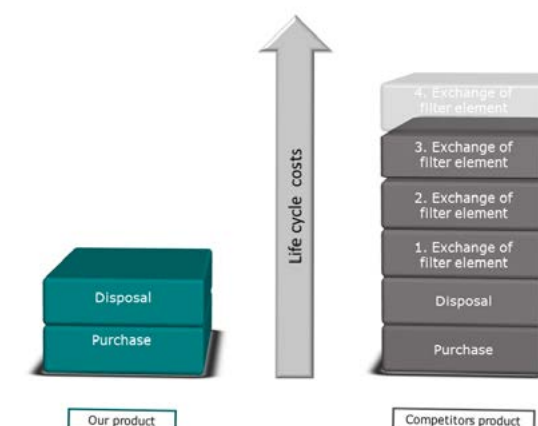 Disposal
Purchase
Our product
Life cycle costs
4. Exchange of
filter element
3. Exchange of
filter element
2. Exchange of
filter element
1. Exchange of
filter element
Disposal
Purchase
Competitors product